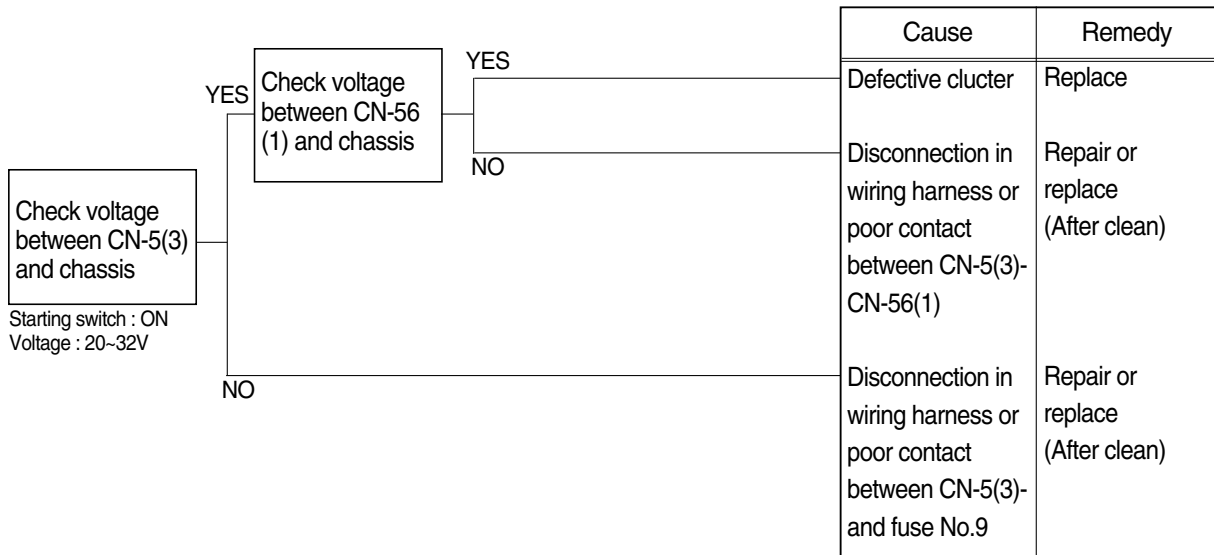 Cause
Remedy
YES
Check voltage
between CN-56
(1) and chassis
YES
NO
Defective clucter
Replace
Disconnection in
wiring harness or
poor contact
between CN-5(3)-
CN-56(1)
Repair or
replace
(After clean)
Check voltage
between CN-5(3)
and chassis
Starting switch : ON
Voltage : 20~32V
NO
Disconnection in
wiring harness or
poor contact
between CN-5(3)-
and fuse No.9
Repair or
replace
(After clean)